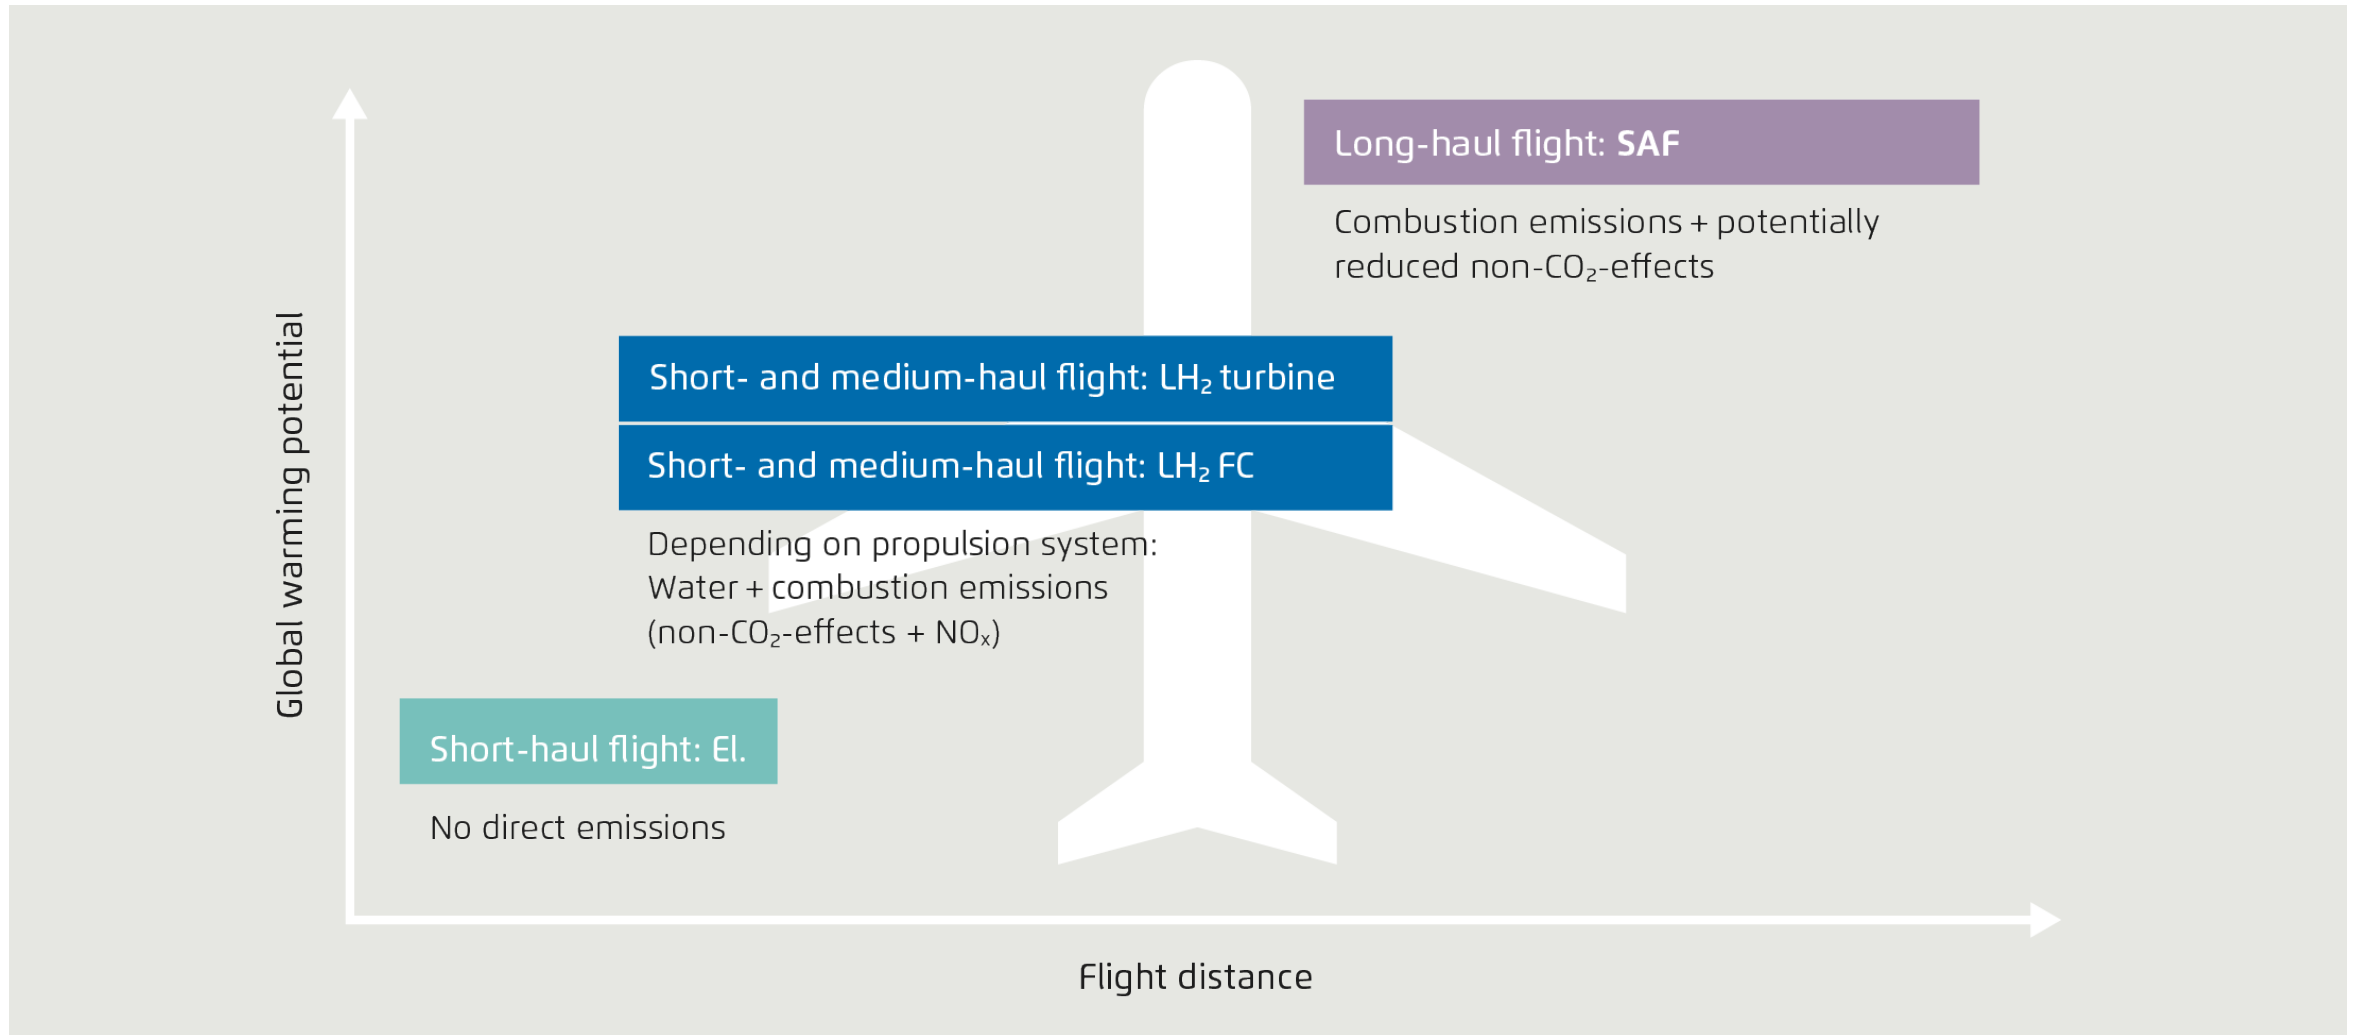 Long-haul flight: SAF
Combustion emissions + potentially
reduced non-CO₂-effects
Global warming potential
Short- and medium-haul flight: LH₂ turbine
Short- and medium-haul flight: LH₂ FC
Depending on propulsion system:
Water + combustion emissions
(non-CO₂-effects + NOₓ)
Short-haul flight: El.
No direct emissions
Flight distance